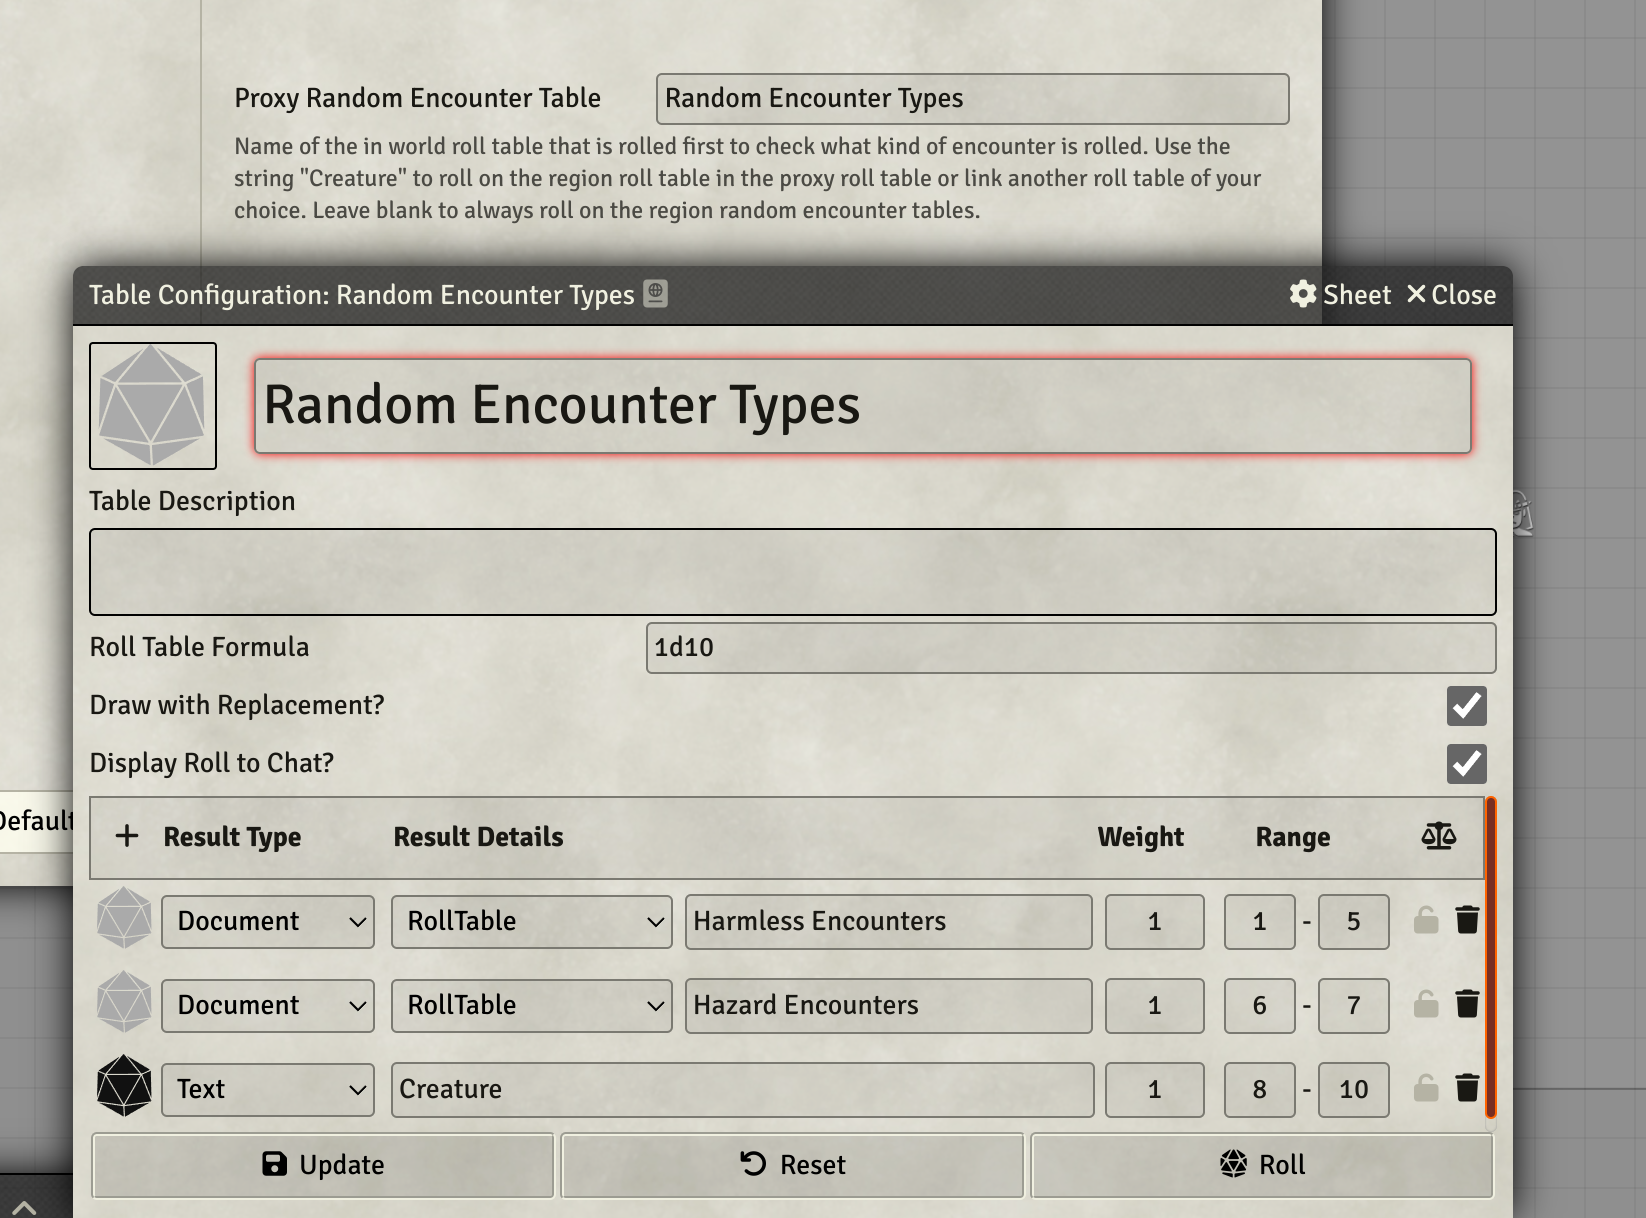 Proxy Random Encounter Table
Random Encounter Types
Name of the in world roll table that is rolled first to check what kind of encounter is rolled. Use the
string "Creature" to roll on the region roll table in the proxy roll table or link another roll table of your
choice. Leave blank to always roll on the region random encounter tables.
Table Configuration: Random Encounter Types
Sheet
Close
Random Encounter Types
Table Description
Roll Table Formula
1d10
Draw with Replacement?
Display Roll to Chat?
Default
Result Type Result Details Weight Range
Document RollTable Harmless Encounters 1 1 - 5
Document RollTable Hazard Encounters 1 6 - 7
Text Creature 1 8 - 10
Update
Reset
Roll